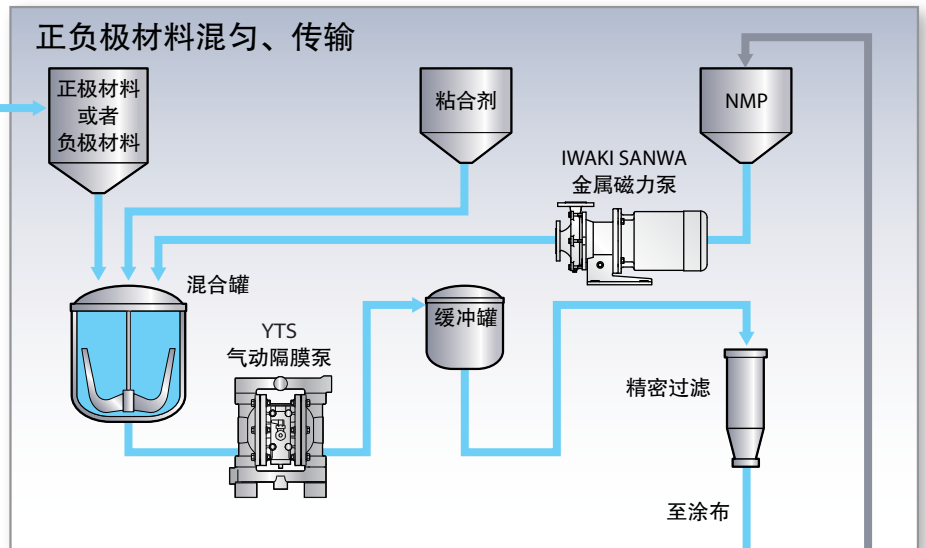 正负极材料混匀、传输
正极材料
或者
负极材料
粘合剂
NMP
IWAKI SANWA
金属磁力泵
混合罐
YTS
气动隔膜泵
缓冲罐
精密过滤
至涂布